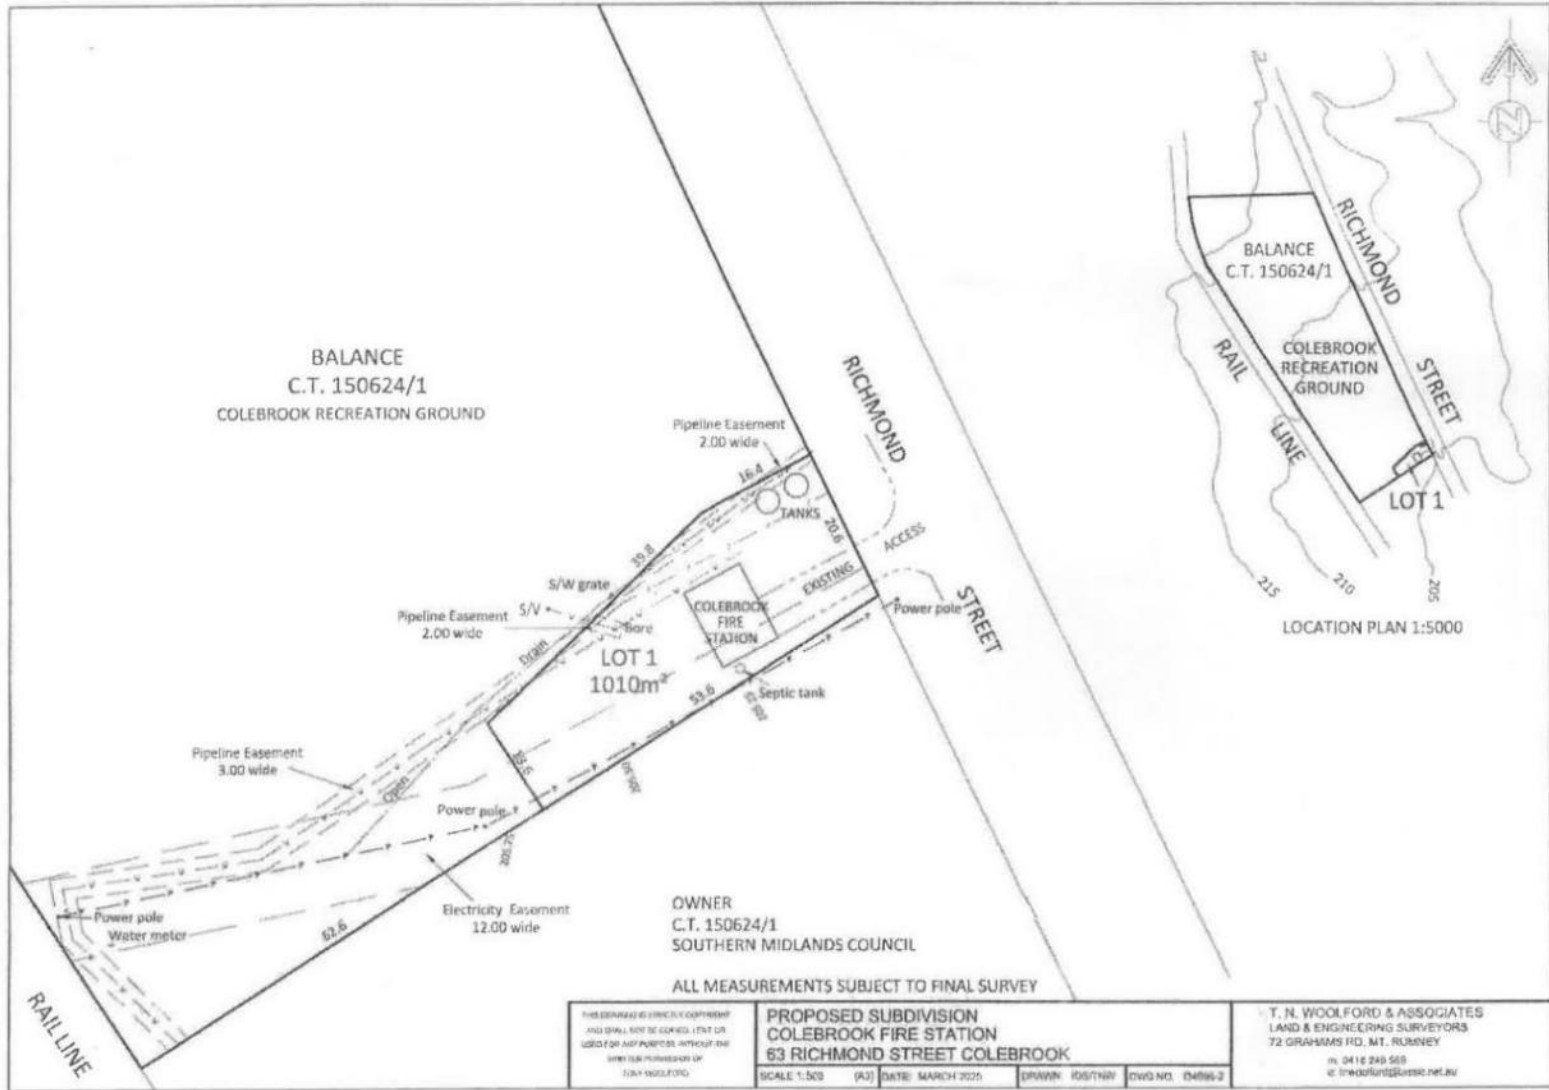 BALANCE
C.T. 150624/1
COLEBROOK RECREATION GROUND
RICHMOND
STREET
Pipeline Easement
2.00 wide
16.4
TANKS
20.6
ACCESS
EXISTING
39.8
S/W grate
S/V
Pipeline Easement
2.00 wide
Bore
Drain
COLEBROOK
FIRE
STATION
Power pole
LOT 1
1010m²
Septic tank
53.6
Pipeline Easement
3.00 wide
Open
Power pole
205.75
Electricity Easement
12.00 wide
Power pole
Water meter
62.6
RAIL LINE
OWNER
C.T. 150624/1
SOUTHERN MIDLANDS COUNCIL
ALL MEASUREMENTS SUBJECT TO FINAL SURVEY
N
BALANCE
C.T. 150624/1
RICHMOND
STREET
COLEBROOK
RECREATION
GROUND
RAIL
LINE
LOT 1
215
210
205
LOCATION PLAN 1:5000
PROPOSED SUBDIVISION
COLEBROOK FIRE STATION
63 RICHMOND STREET COLEBROOK
SCALE 1:500 (A3) DATE: MARCH 2025 DRAWN DWG NO.
T. N. WOOLFORD & ASSOCIATES
LAND & ENGINEERING SURVEYORS
72 GRAHAMS RD, MT. RUMNEY